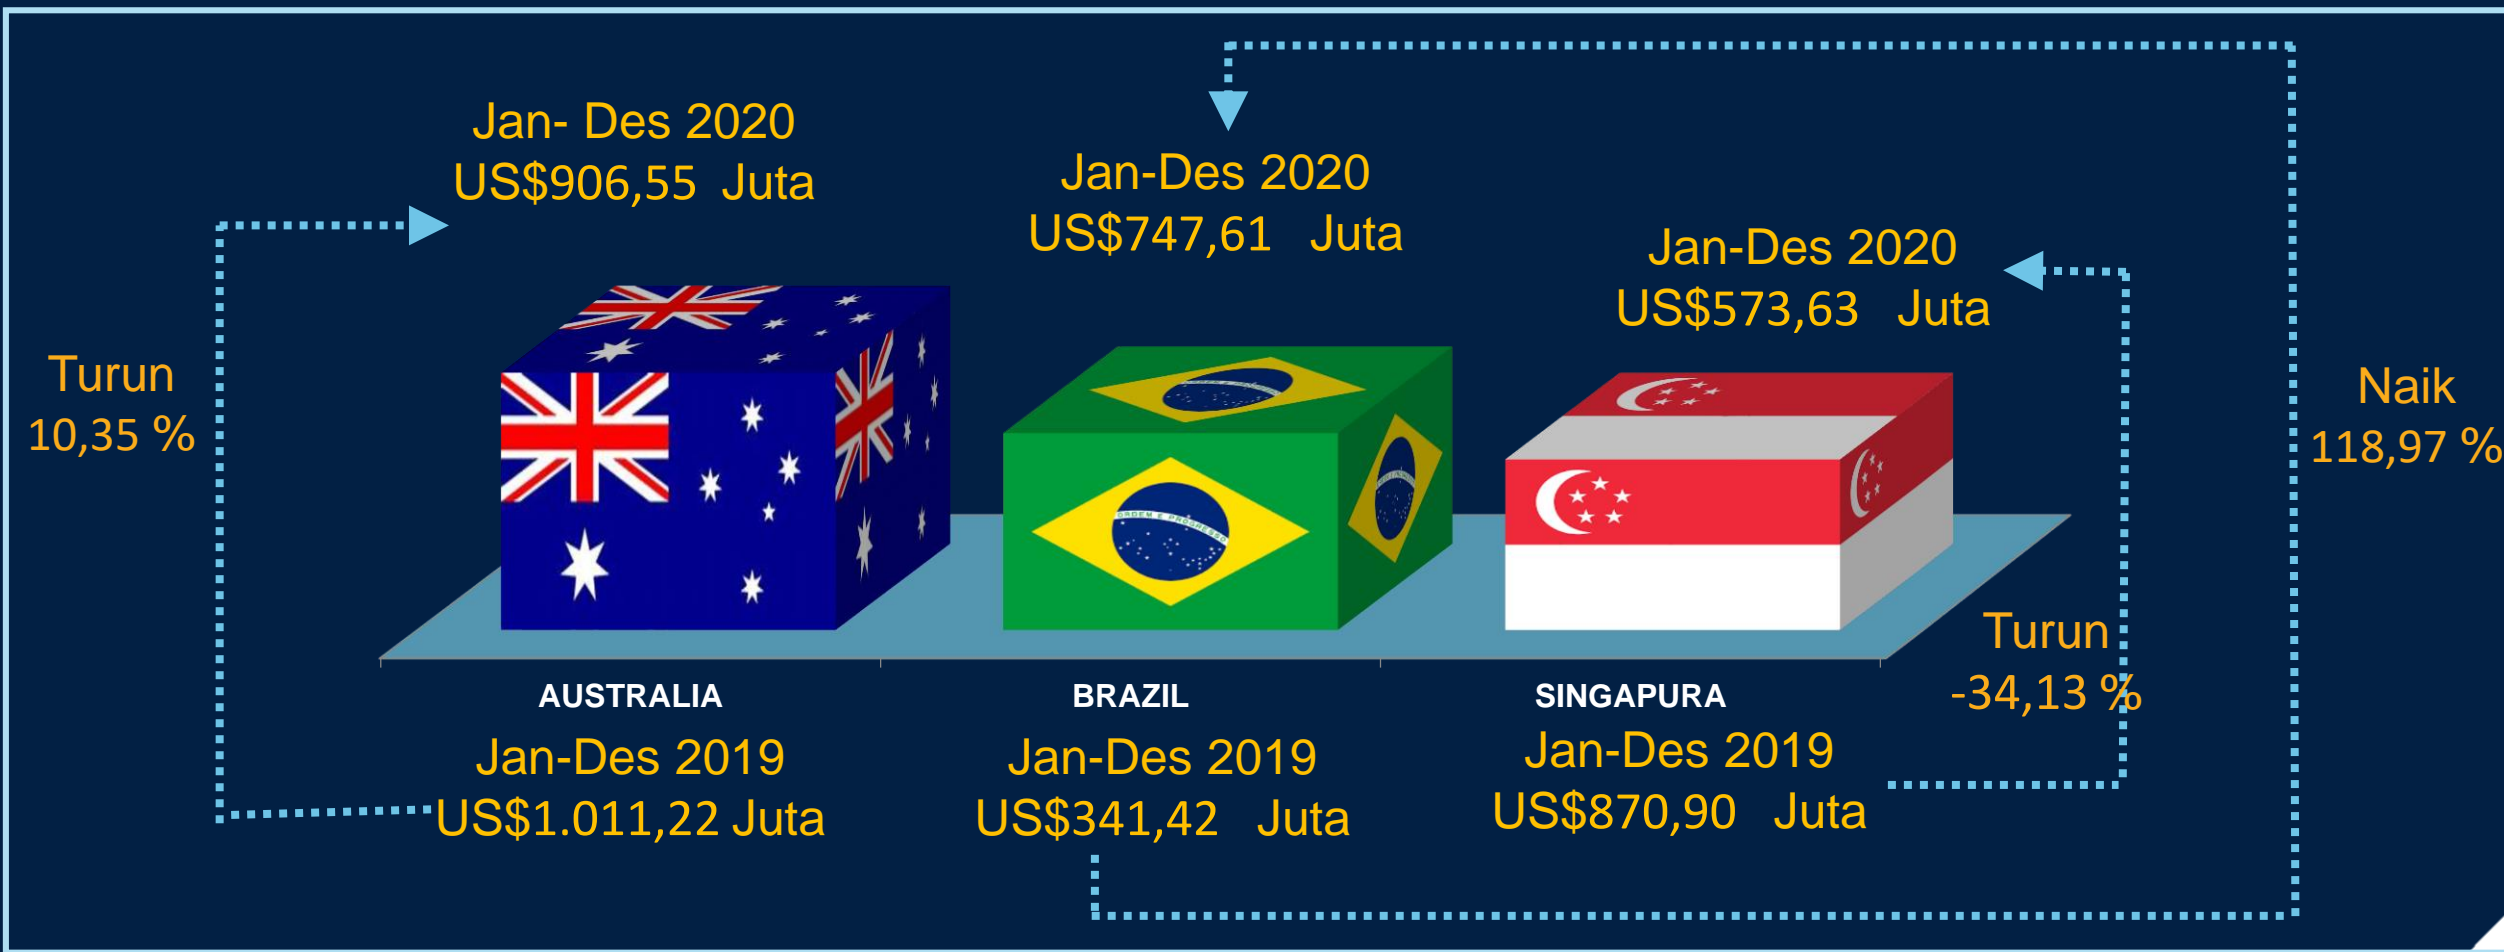 Jan- Des 2020
US$906,55 Juta
Jan-Des 2020
US$747,61 Juta
Jan-Des 2020
US$573,63 Juta
Turun
10,35 %
Naik
118,97 %
ORDEM E PROGRESSO
Turun
-34,13 %
AUSTRALIA
BRAZIL
SINGAPURA
Jan-Des 2019
US$1.011,22 Juta
Jan-Des 2019
US$341,42 Juta
Jan-Des 2019
US$870,90 Juta